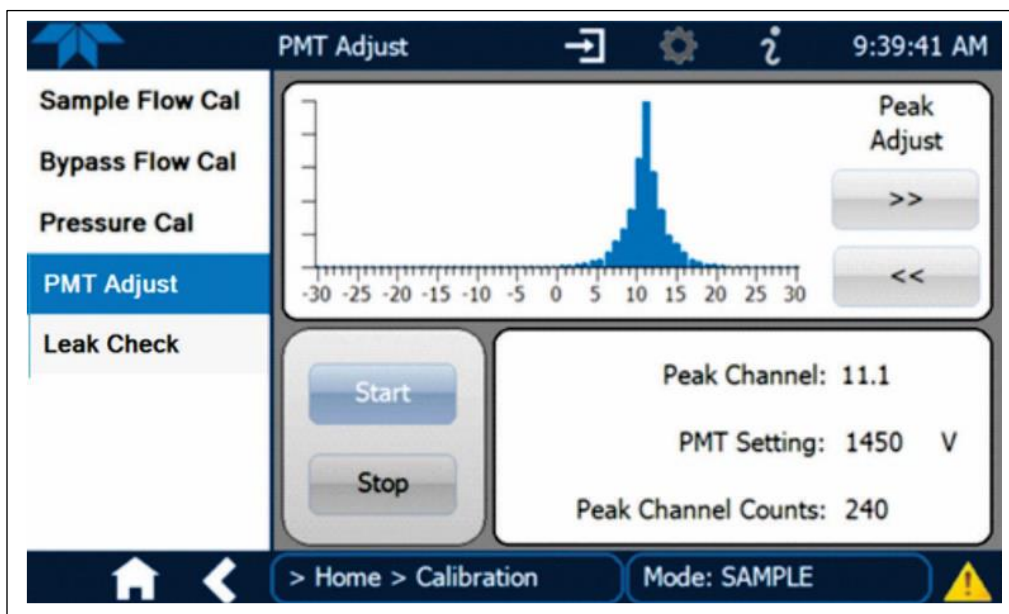 PMT Adjust
9:39:41 AM
Sample Flow Cal
Bypass Flow Cal
Pressure Cal
PMT Adjust
Leak Check
Peak
Adjust
>>
<<
-30 -25 -20 -15 -10 -5 0 5 10 15 20 25 30
Start
Stop
Peak Channel: 11.1
PMT Setting: 1450 V
Peak Channel Counts: 240
> Home > Calibration
Mode: SAMPLE